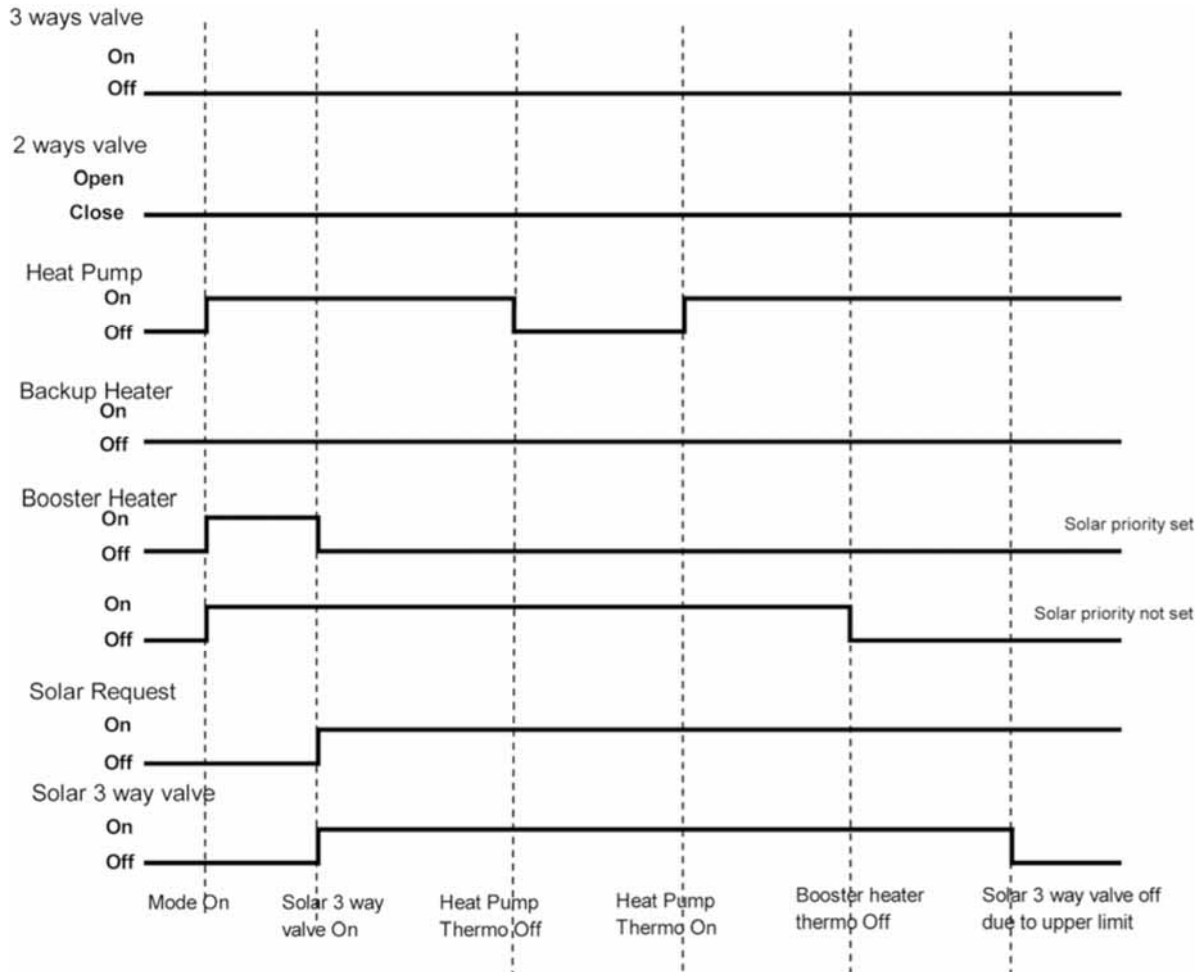 3 ways valve
On
Off
2 ways valve
Open
Close
Heat Pump
On
Off
Backup Heater
On
Off
Booster Heater
On
Solar priority set
Off
On
Solar priority not set
Off
Solar Request
On
Off
Solar 3 way valve
On
Off
Mode On
Solar 3 way
valve On
Heat Pump
Thermo Off
Heat Pump
Thermo On
Booster heater
thermo Off
Solar 3 way valve off
due to upper limit